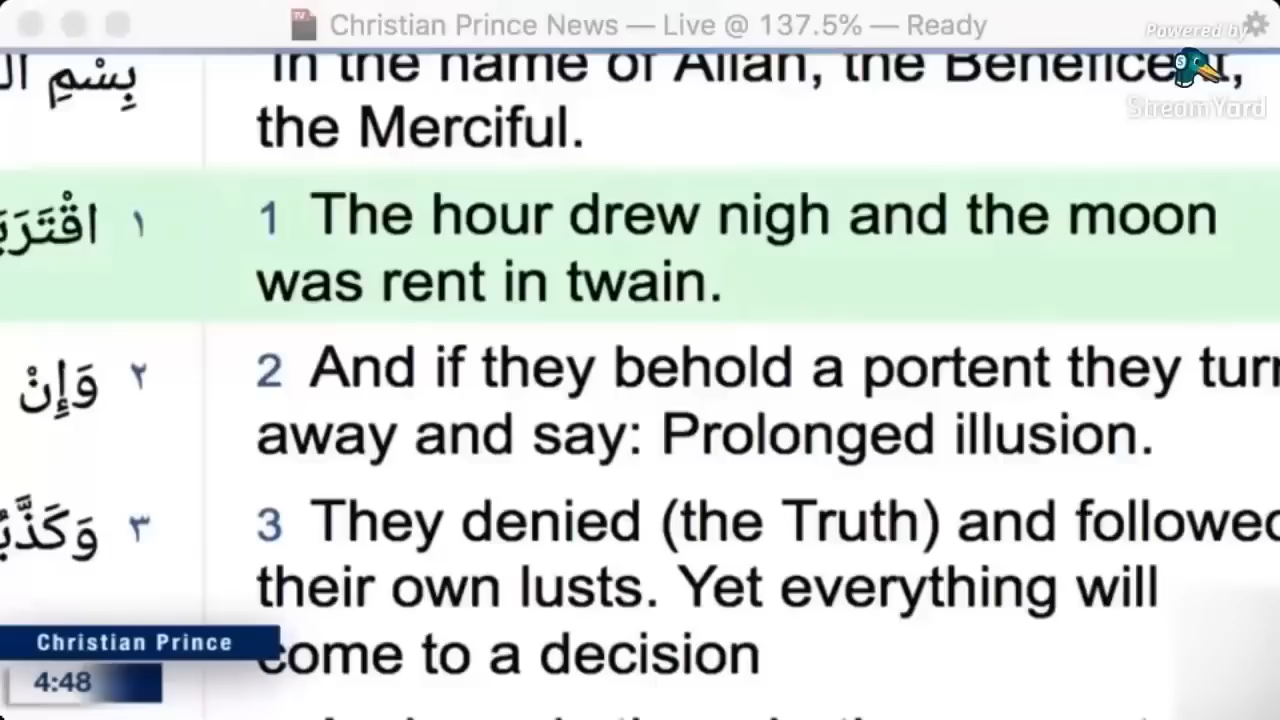 Christian Prince News — Live @ 137.5% — Ready
Powered by
StreamYard
بِسْمِ
In the name of Allah, the Beneficent,
the Merciful.
١
1 The hour drew nigh and the moon
was rent in twain.
٢ وَإِنْ
2 And if they behold a portent they turn
away and say: Prolonged illusion.
٣
3 They denied (the Truth) and followed
their own lusts. Yet everything will
come to a decision
Christian Prince
4:48